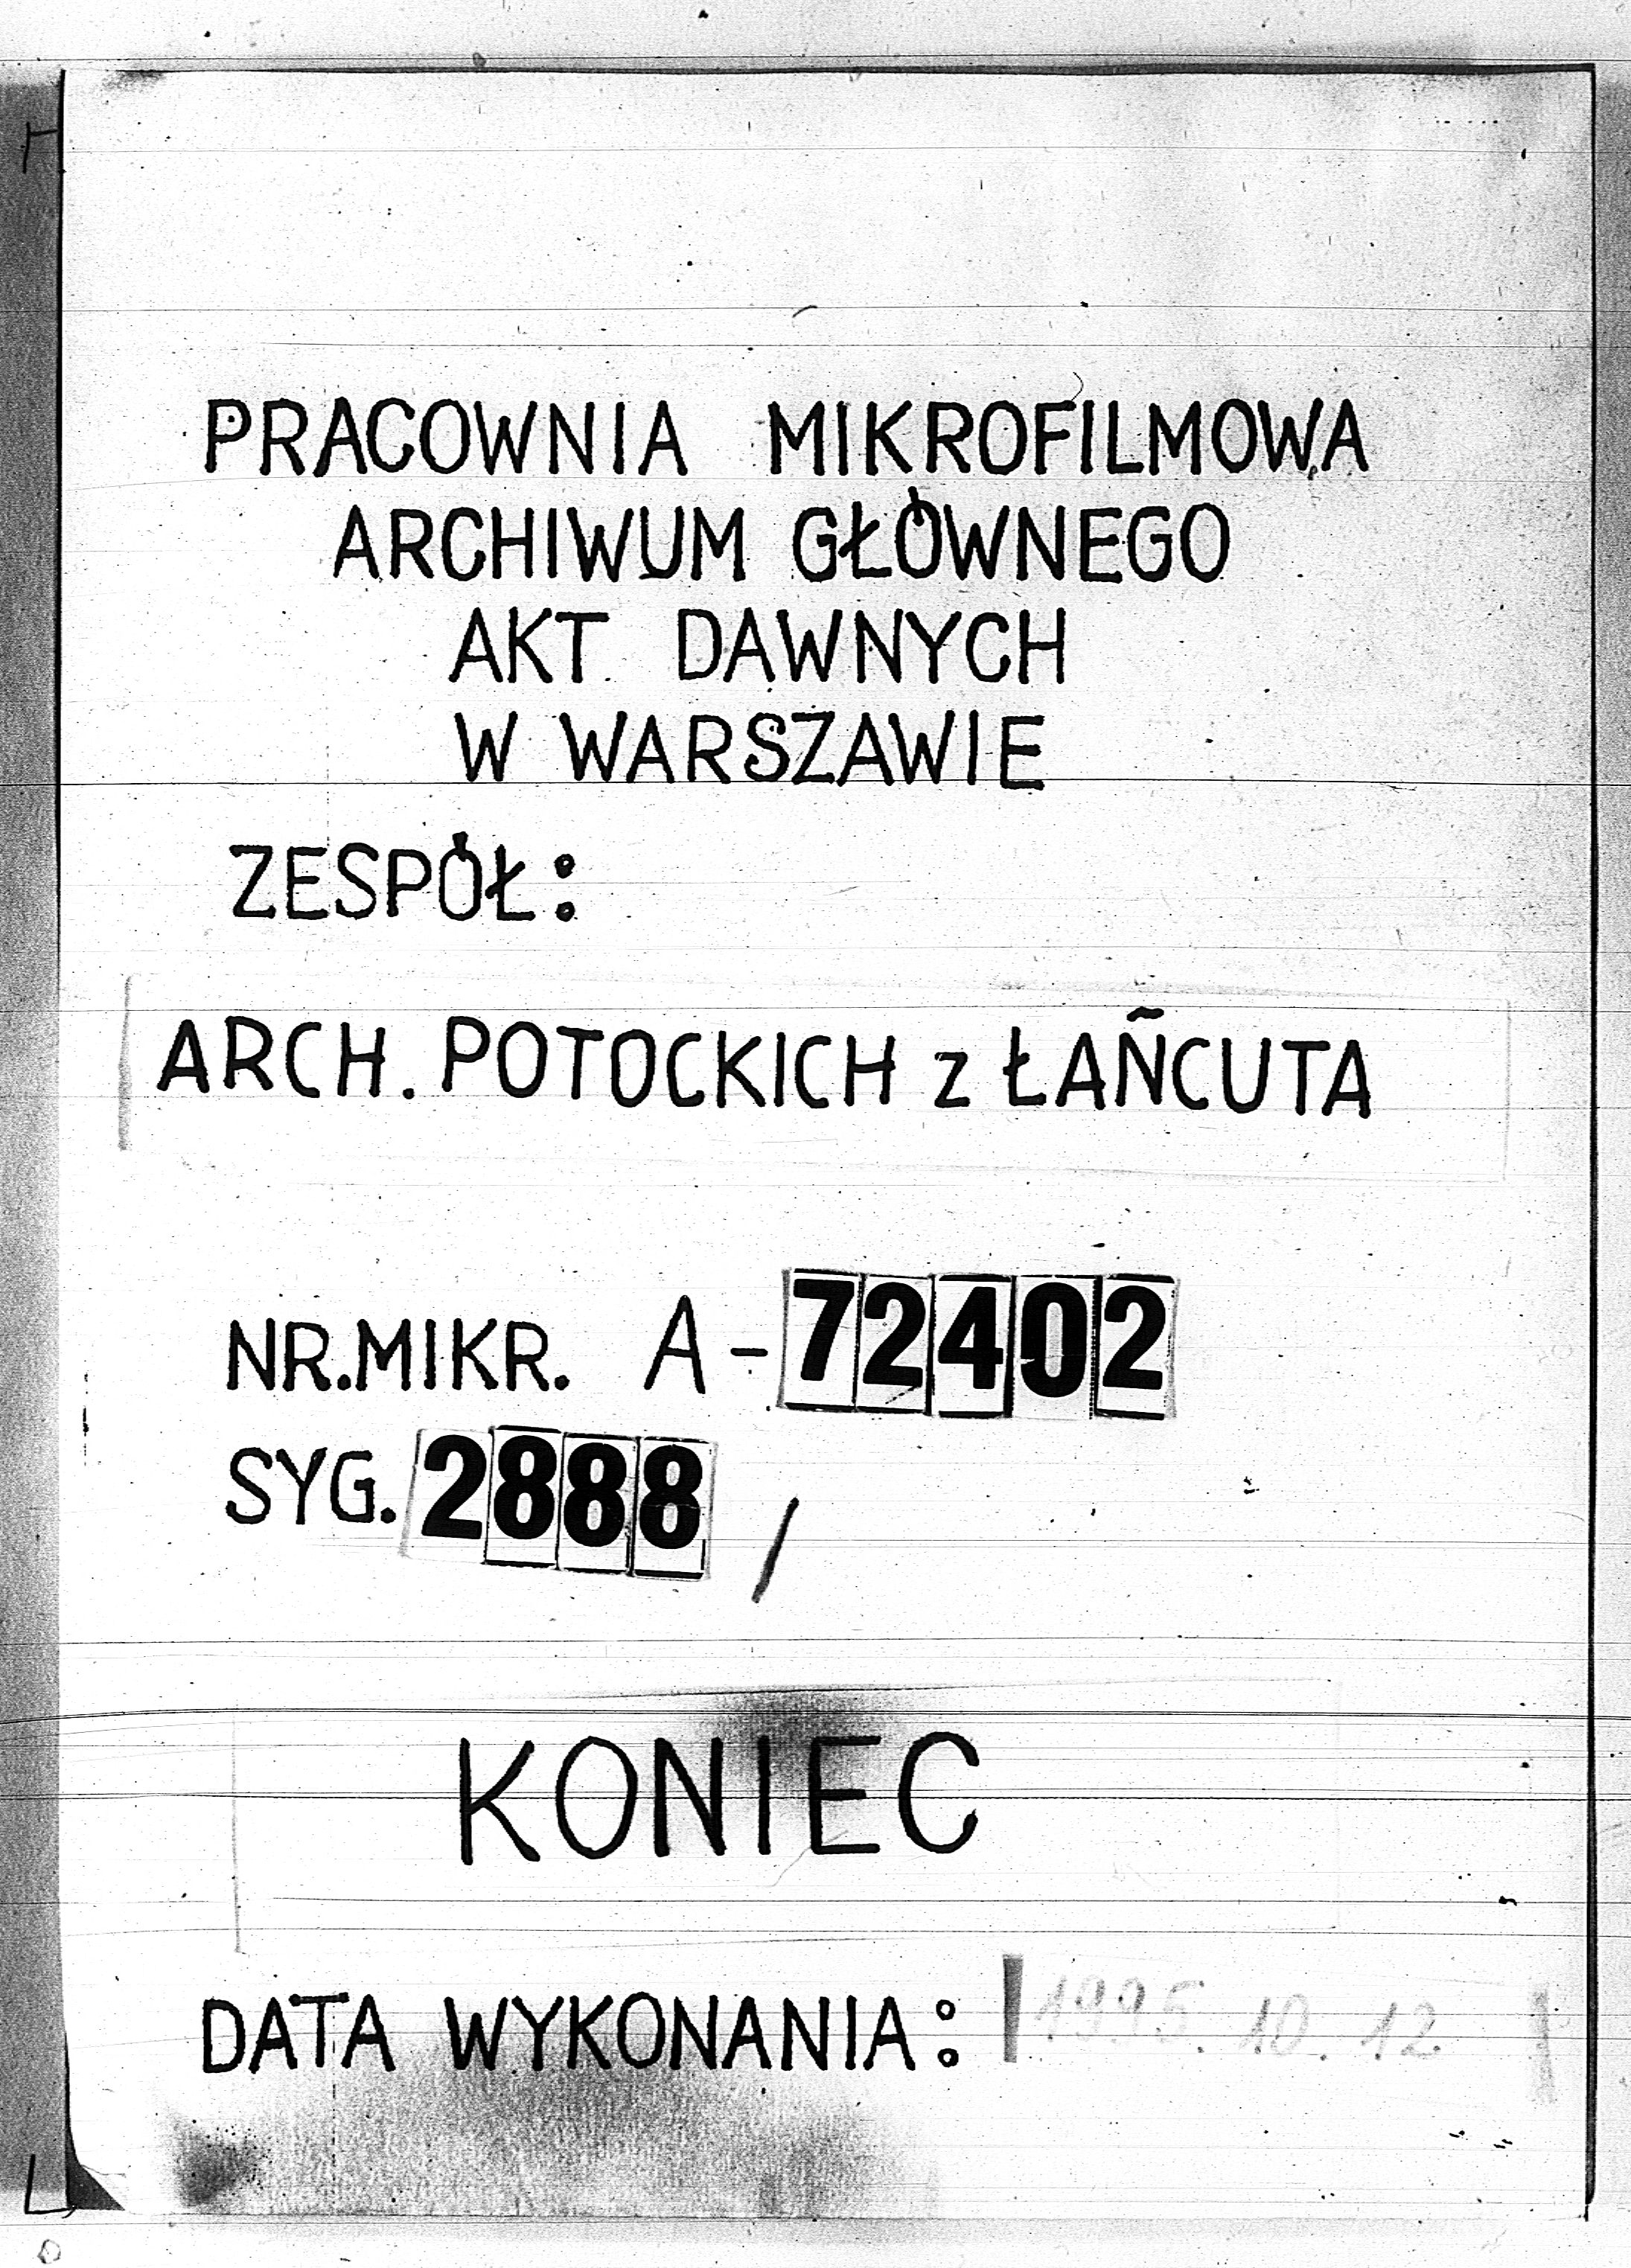 PRACOWNIA MIKROFILMOWA
ARCHIWUM GŁÓWNEGO
AKT DAWNYCH
W WARSZAWIE
ZESPÓŁ:
ARCH. POTOCKICH z ŁAŃCUTA
NR.MIKR. A-72402
SYG. 2888 /
KONIEC
DATA WYKONANIA: 1995.10.12